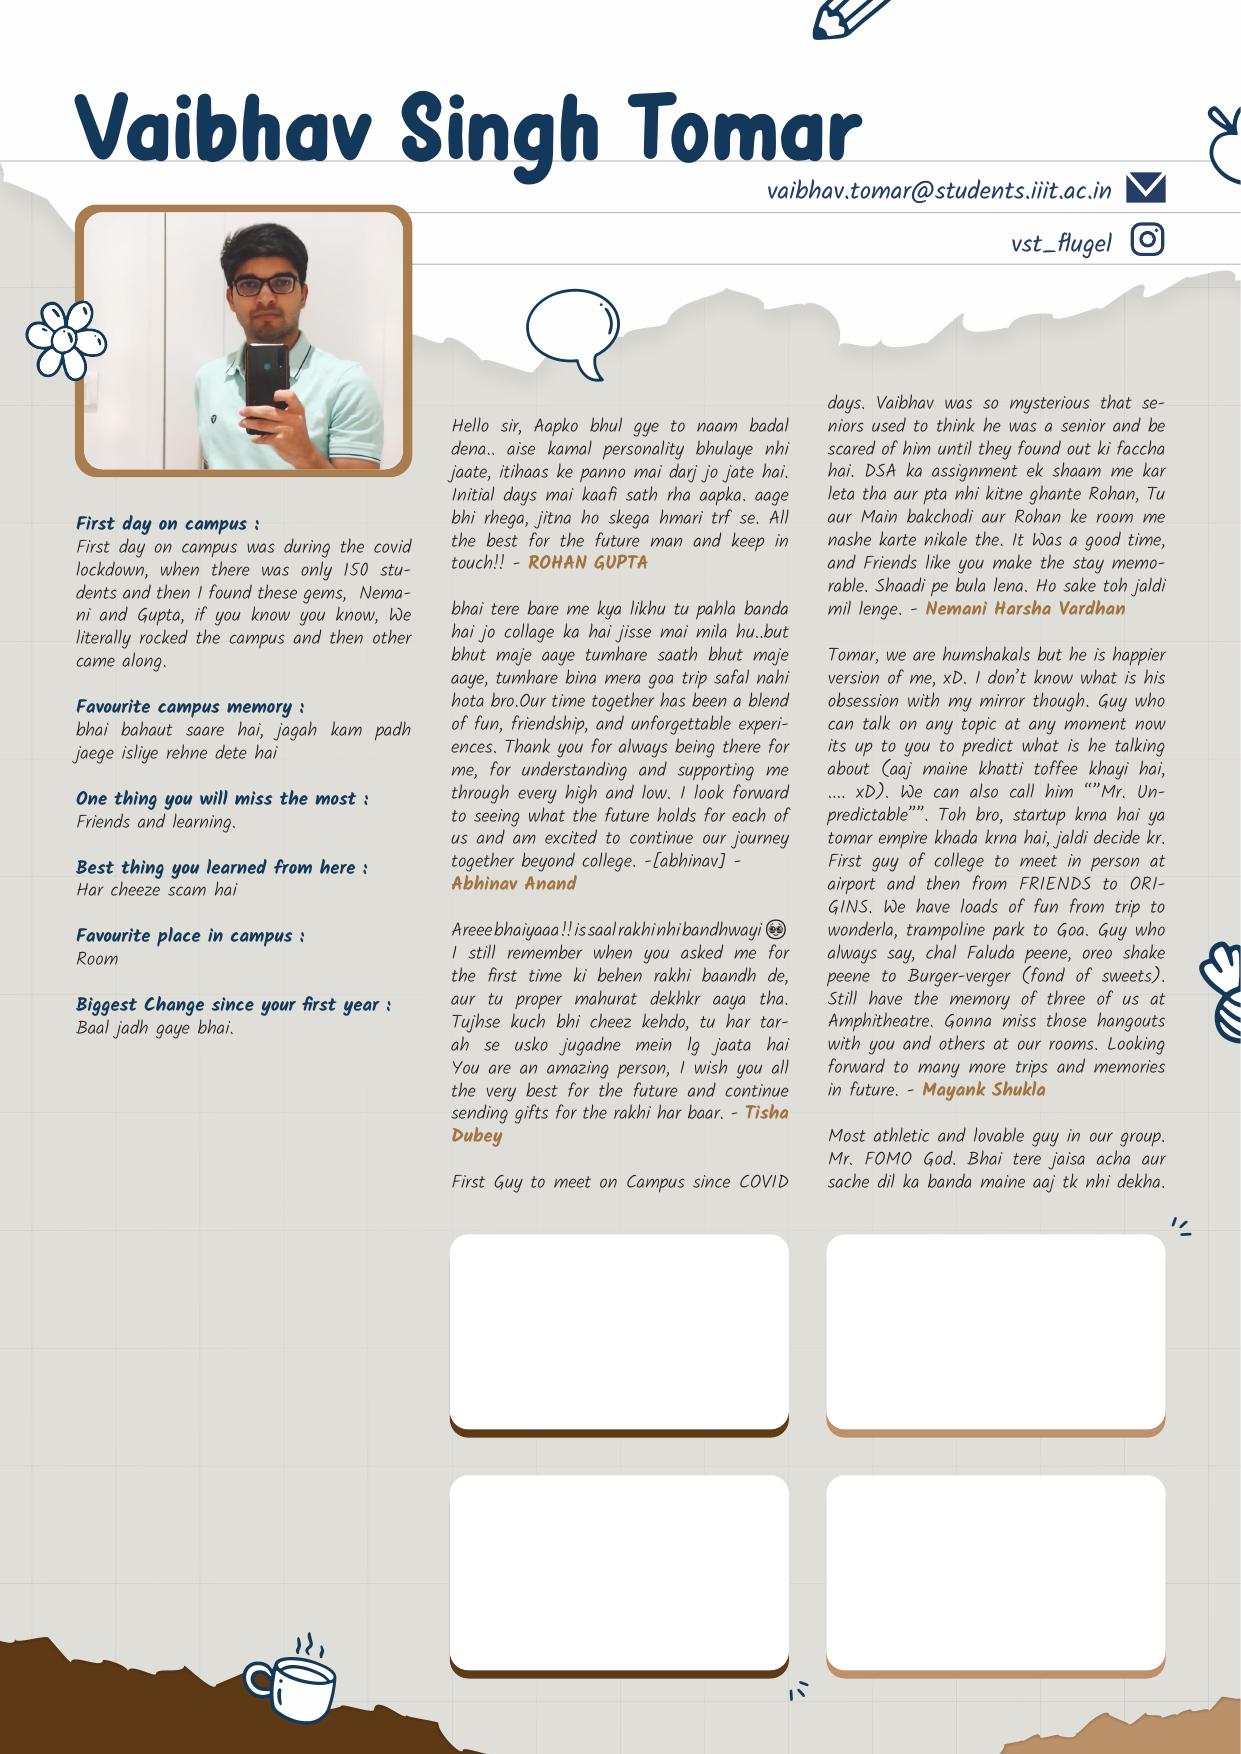 Vaibhav Singh Tomar
vaibhav.tomar@students.iiit.ac.in
vst_flugel
First day on campus :
First day on campus was during the covid
lockdown, when there was only 150 stu-
dents and then I found these gems,  Nema-
ni and Gupta, if you know you know, We
literally rocked the campus and then other
came along.
Favourite campus memory :
bhai bahaut saare hai, jagah kam padh
jaege isliye rehne dete hai
One thing you will miss the most :
Friends and learning.
Best thing you learned from here :
Har cheeze scam hai
Favourite place in campus :
Room
Biggest Change since your first year :
Baal jadh gaye bhai.
Hello sir, Aapko bhul gye to naam badal
dena.. aise kamal personality bhulaye nhi
jaate, itihaas ke panno mai darj jo jate hai.
Initial days mai kaafi sath rha aapka. aage
bhi rhega, jitna ho skega hmari trf se. All
the best for the future man and keep in
touch!! - ROHAN GUPTA
bhai tere bare me kya likhu tu pahla banda
hai jo collage ka hai jisse mai mila hu..but
bhut maje aaye tumhare saath bhut maje
aaye, tumhare bina mera goa trip safal nahi
hota bro.Our time together has been a blend
of fun, friendship, and unforgettable experi-
ences. Thank you for always being there for
me, for understanding and supporting me
through every high and low. I look forward
to seeing what the future holds for each of
us and am excited to continue our journey
together beyond college. -[abhinav] -
Abhinav Anand
Areee bhaiyaaa !! is saal rakhi nhi bandhwayi 🥺
I still remember when you asked me for
the first time ki behen rakhi baandh de,
aur tu proper mahurat dekhkr aaya tha.
Tujhse kuch bhi cheez kehdo, tu har tar-
ah se usko jugadne mein lg jaata hai
You are an amazing person, I wish you all
the very best for the future and continue
sending gifts for the rakhi har baar. - Tisha
Dubey
First Guy to meet on Campus since COVID
days. Vaibhav was so mysterious that se-
niors used to think he was a senior and be
scared of him until they found out ki faccha
hai. DSA ka assignment ek shaam me kar
leta tha aur pta nhi kitne ghante Rohan, Tu
aur Main bakchodi aur Rohan ke room me
nashe karte nikale the. It Was a good time,
and Friends like you make the stay memo-
rable. Shaadi pe bula lena. Ho sake toh jaldi
mil lenge. - Nemani Harsha Vardhan
Tomar, we are humshakals but he is happier
version of me, xD. I don't know what is his
obsession with my mirror though. Guy who
can talk on any topic at any moment now
its up to you to predict what is he talking
about (aaj maine khatti toffee khayi hai,
.... xD). We can also call him “”Mr. Un-
predictable””. Toh bro, startup krna hai ya
tomar empire khada krna hai, jaldi decide kr.
First guy of college to meet in person at
airport and then from FRIENDS to ORI-
GINS. We have loads of fun from trip to
wonderla, trampoline park to Goa. Guy who
always say, chal Faluda peene, oreo shake
peene to Burger-verger (fond of sweets).
Still have the memory of three of us at
Amphitheatre. Gonna miss those hangouts
with you and others at our rooms. Looking
forward to many more trips and memories
in future. - Mayank Shukla
Most athletic and lovable guy in our group.
Mr. FOMO God. Bhai tere jaisa acha aur
sache dil ka banda maine aaj tk nhi dekha.